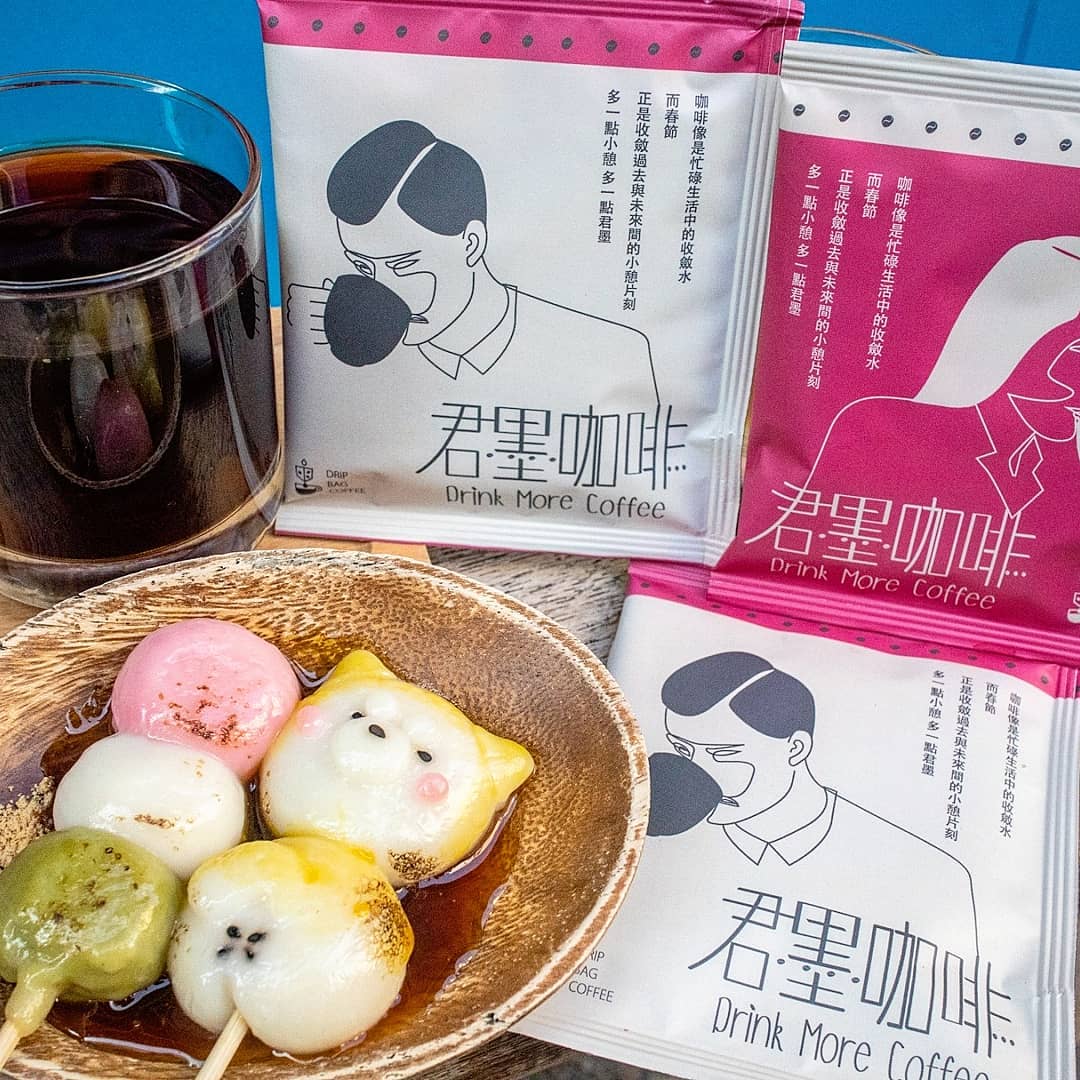 咖啡像是忙碌生活中的收斂水
而春節
正是收斂過去與未來間的小憩片刻
多一點小憩 多一點君墨
君·墨·咖啡...
Drink More Coffee
DRiP
BAG
COFFEE
咖啡像是忙碌生活中的收斂水
而春節
正是收斂過去與未來間的小憩片刻
多一點小憩 多一點君墨
君·墨·咖啡...
Drink More Coffee
咖啡像是忙碌生活中的收斂水
而春節
正是收斂過去與未來間的小憩片刻
多一點小憩 多一點君墨
君·墨·咖啡...
Drink More Coffee
BAG
COFFEE